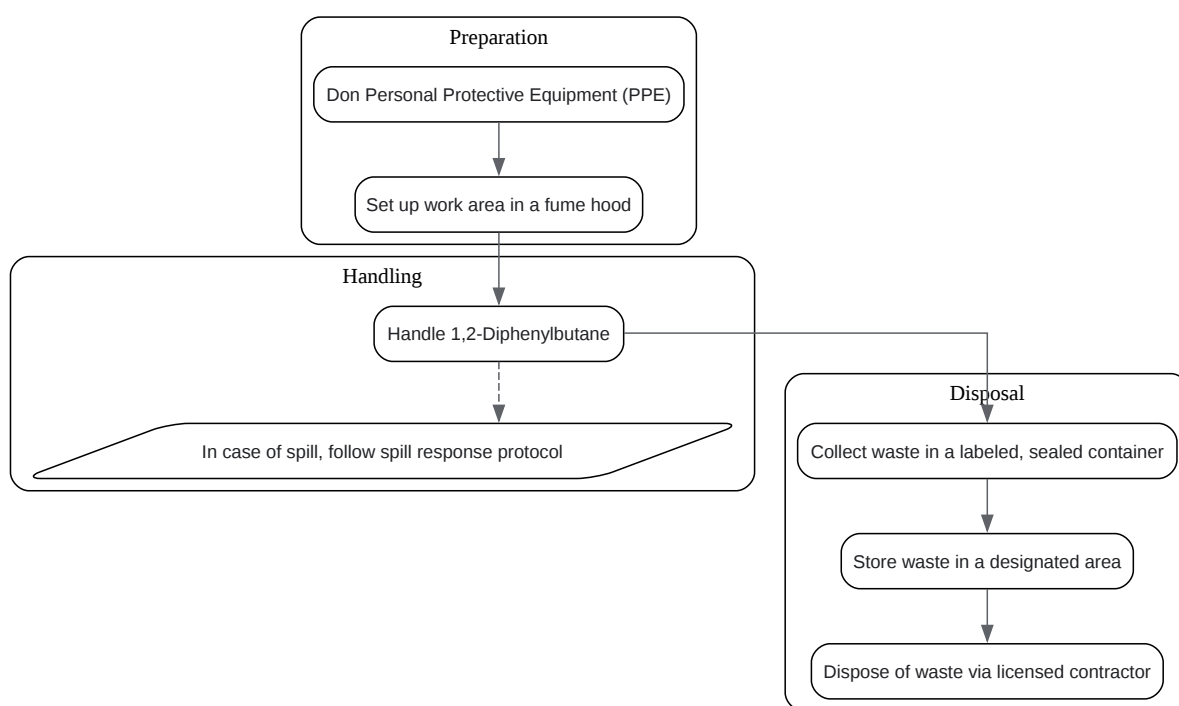 Preparation
Don Personal Protective Equipment (PPE)
Set up work area in a fume hood
Handling
Handle 1,2-Diphenylbutane
In case of spill, follow spill response protocol
Disposal
Collect waste in a labeled, sealed container
Store waste in a designated area
Dispose of waste via licensed contractor